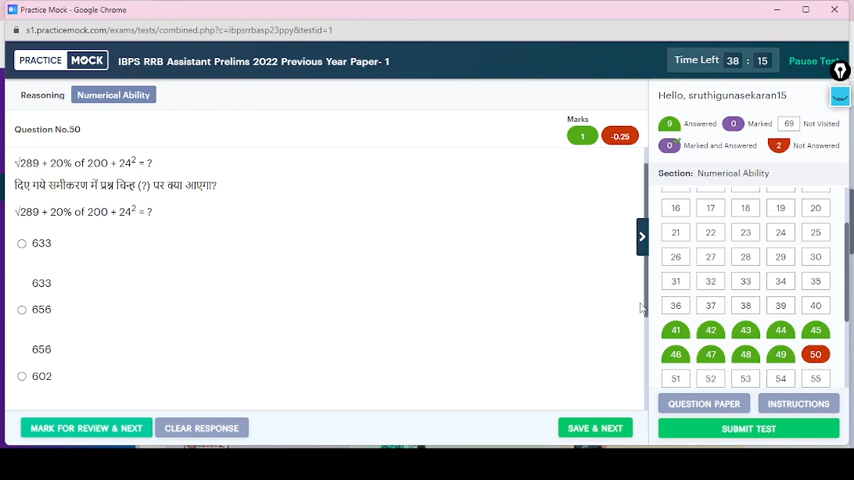 Practice Mock - Google Chrome
s1.practicemock.com/exams/tests/combined.php?c=ibpsrrbasp23ppy&testid=1
PRACTICE MOCK IBPS RRB Assistant Prelims 2022 Previous Year Paper- 1 Time Left 38 : 15 Pause Test
Reasoning Numerical Ability
Hello, sruthigunasekaran15
Question No.50
Marks
1 -0.25
9 Answered 0 Marked 69 Not Visited
0 Marked and Answered 2 Not Answered
Section: Numerical Ability
√289 + 20% of 200 + 24² = ?
दिए गये समीकरण में प्रश्न चिन्ह (?) पर क्या आएगा?
√289 + 20% of 200 + 24² = ?
633
633
656
656
602
16 17 18 19 20
21 22 23 24 25
26 27 28 29 30
31 32 33 34 35
36 37 38 39 40
41 42 43 44 45
46 47 48 49 50
51 52 53 54 55
QUESTION PAPER INSTRUCTIONS
MARK FOR REVIEW & NEXT CLEAR RESPONSE SAVE & NEXT SUBMIT TEST